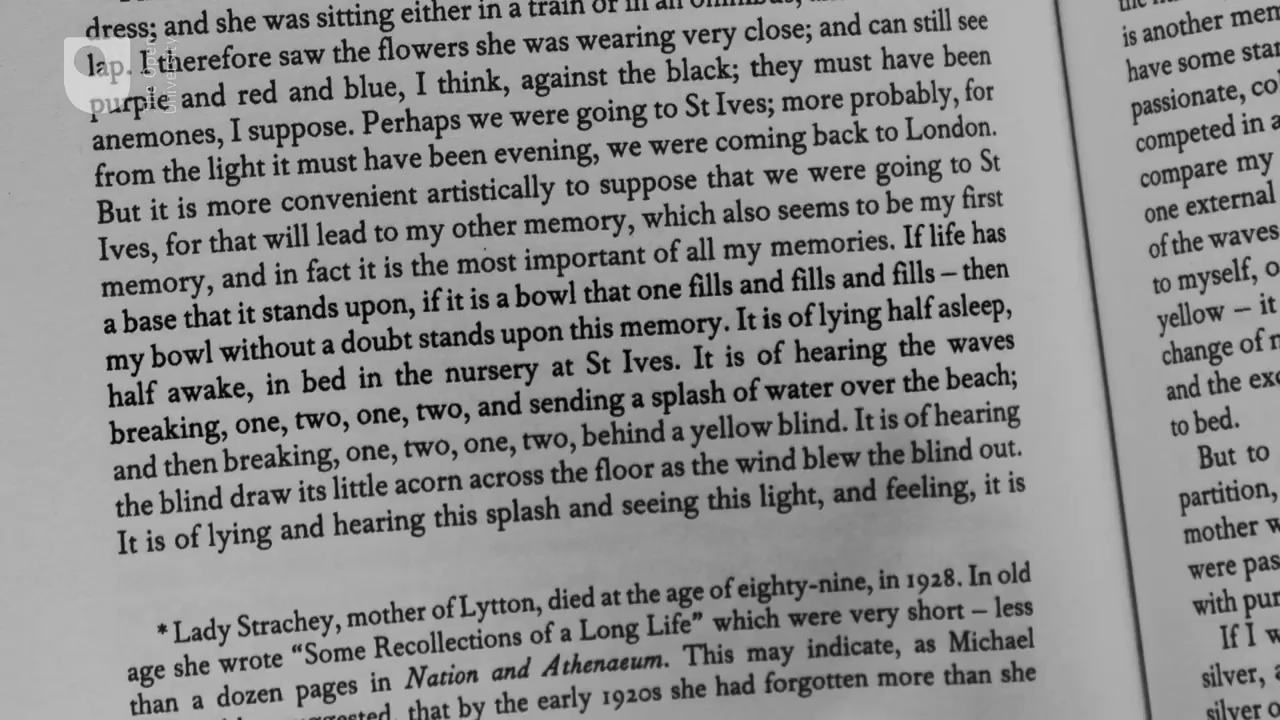 dress; and she was sitting either in a train or in an omnibus,
lap. I therefore saw the flowers she was wearing very close; and can still see
purple and red and blue, I think, against the black; they must have been
anemones, I suppose. Perhaps we were going to St Ives; more probably, for
from the light it must have been evening, we were coming back to London.
But it is more convenient artistically to suppose that we were going to St
Ives, for that will lead to my other memory, which also seems to be my first
memory, and in fact it is the most important of all my memories. If life has
a base that it stands upon, if it is a bowl that one fills and fills and fills – then
my bowl without a doubt stands upon this memory. It is of lying half asleep,
half awake, in bed in the nursery at St Ives. It is of hearing the waves
breaking, one, two, one, two, and sending a splash of water over the beach;
and then breaking, one, two, one, two, behind a yellow blind. It is of hearing
the blind draw its little acorn across the floor as the wind blew the blind out.
It is of lying and hearing this splash and seeing this light, and feeling, it is
* Lady Strachey, mother of Lytton, died at the age of eighty-nine, in 1928. In old
age she wrote “Some Recollections of a Long Life” which were very short – less
than a dozen pages in Nation and Athenaeum. This may indicate, as Michael
that by the early 1920s she had forgotten more than she
is another
have some
passionate,
competed in a
compare my
one external
of the waves
to myself,
yellow – it
change of
and the
to bed.
But to
partition,
mother
were
with
If I
silver,
silver
The Open
University